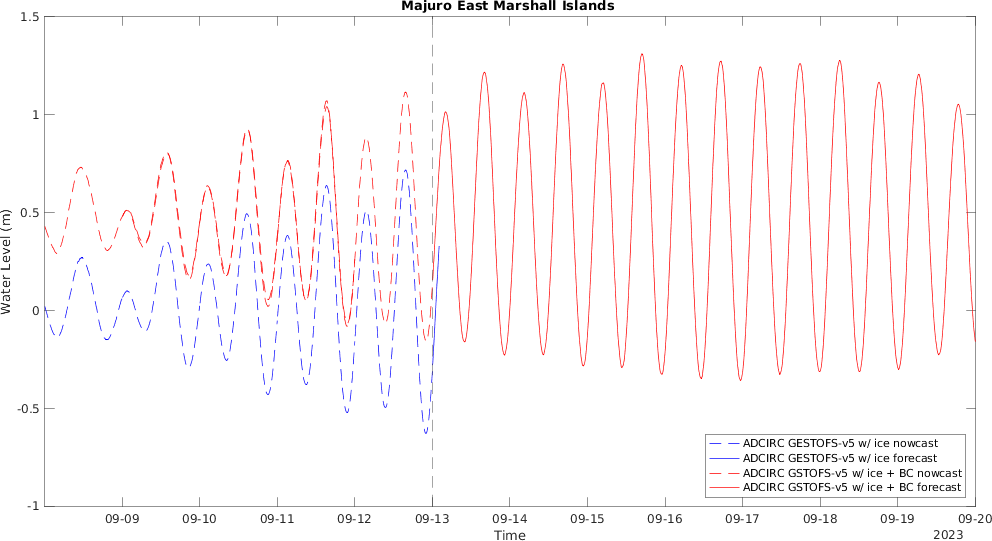 Majuro East Marshall Islands
Water Level (m)
1.5
1
0.5
0
-0.5
-1
ADCIRC GESTOFS-v5 w/ ice nowcast
ADCIRC GESTOFS-v5 w/ ice forecast
ADCIRC GSTOFS-v5 w/ ice + BC nowcast
ADCIRC GSTOFS-v5 w/ ice + BC forecast
09-09 09-10 09-11 09-12 09-13 09-14 09-15 09-16 09-17 09-18 09-19 09-20
Time
2023